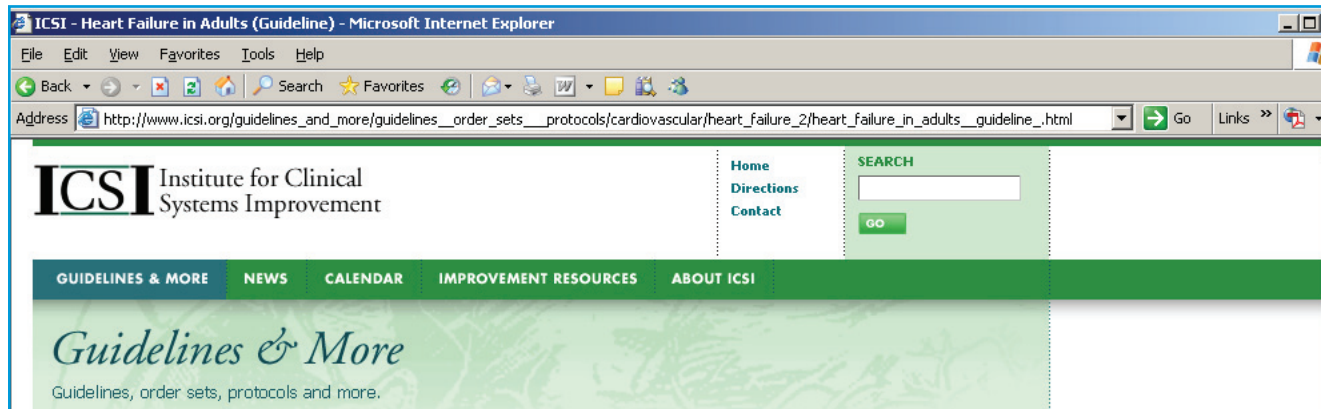 ICSI - Heart Failure in Adults (Guideline) - Microsoft Internet Explorer
File Edit View Favorites Tools Help
Back Search Favorites
Address http://www.icsi.org/guidelines_and_more/guidelines__order_sets___protocols/cardiovascular/heart_failure_2/heart_failure_in_adults__guideline_.html Go Links »
ICSI Institute for Clinical
Systems Improvement
Home
Directions
Contact
SEARCH
GO
GUIDELINES & MORE NEWS CALENDAR IMPROVEMENT RESOURCES ABOUT ICSI
Guidelines & More
Guidelines, order sets, protocols and more.